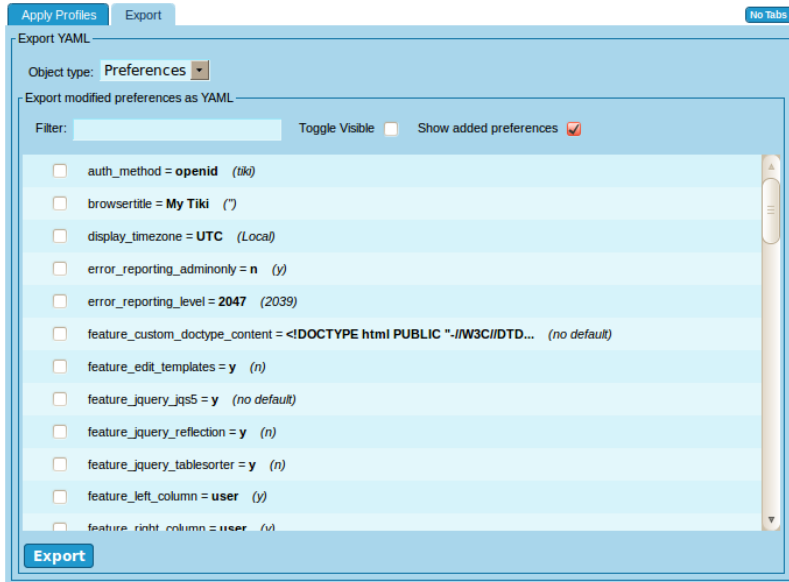 Apply Profiles Export No Tabs
Export YAML
Object type: Preferences
Export modified preferences as YAML
Filter: Toggle Visible Show added preferences
auth_method = openid (tiki)
browsertitle = My Tiki ('')
display_timezone = UTC (Local)
error_reporting_adminonly = n (y)
error_reporting_level = 2047 (2039)
feature_custom_doctype_content = <!DOCTYPE html PUBLIC "-//W3C//DTD... (no default)
feature_edit_templates = y (n)
feature_jquery_jqs5 = y (no default)
feature_jquery_reflection = y (n)
feature_jquery_tablesorter = y (n)
feature_left_column = user (y)
feature_right_column = user (y)
Export